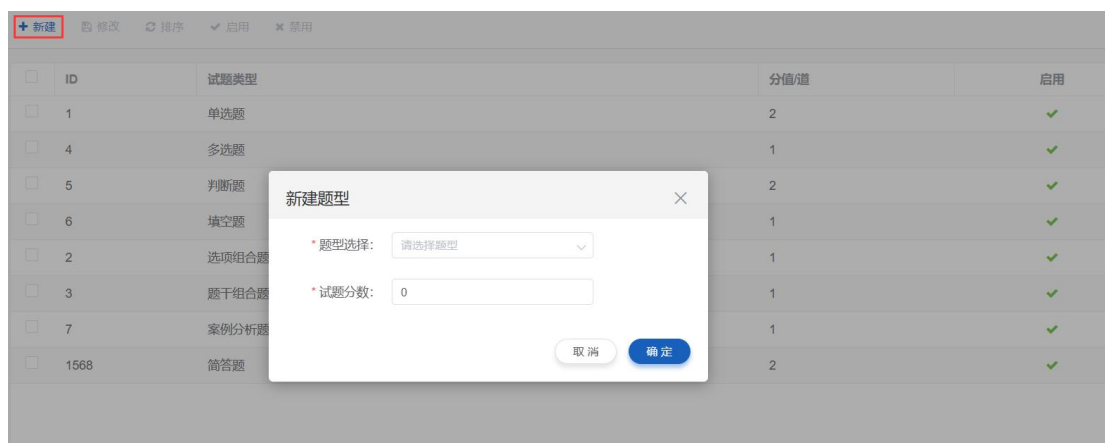 新建 修改 排序 启用 禁用
ID 试题类型 分值/道 启用
1 单选题 2
4 多选题 1
5 判断题 2
新建题型
6 填空题 1
*题型选择: 请选择题型
2 选项组合题 1
3 题干组合题 1
*试题分数: 0
7 案例分析题 1
取消 确定
1568 简答题 2